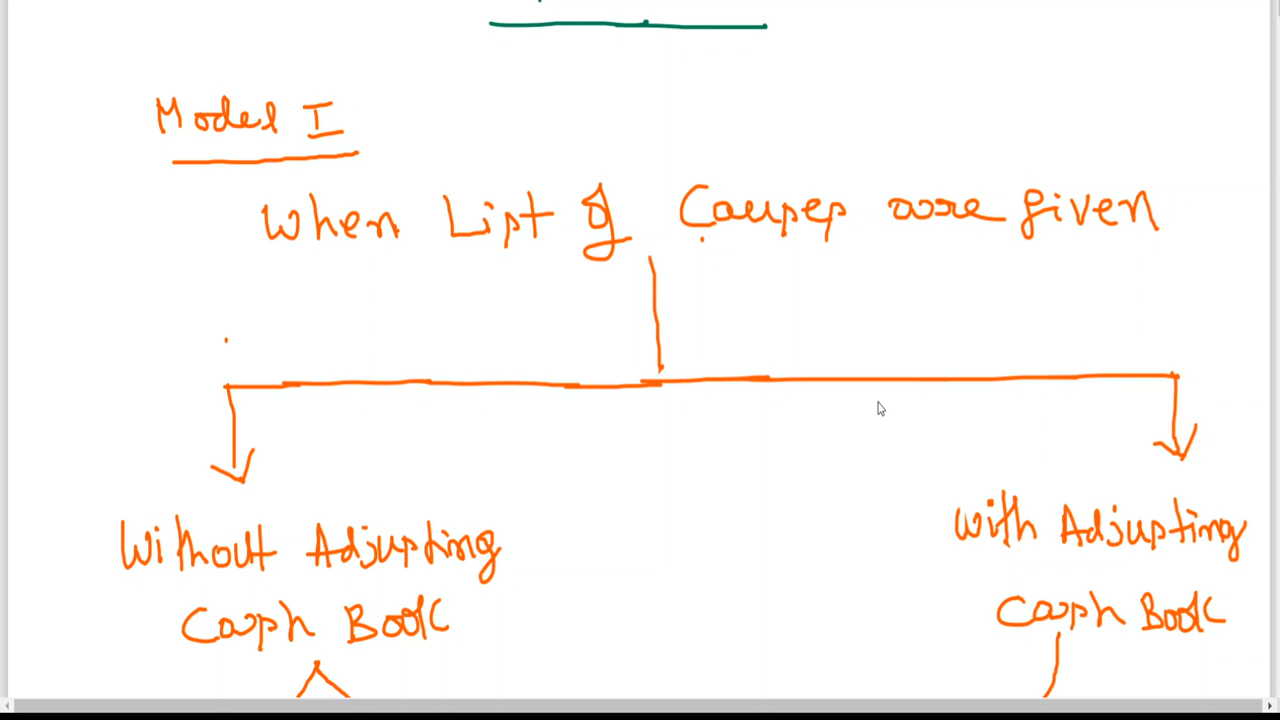 Model I
When List of Causes are given
Without Adjusting
Cash Book
With Adjusting
Cash Book